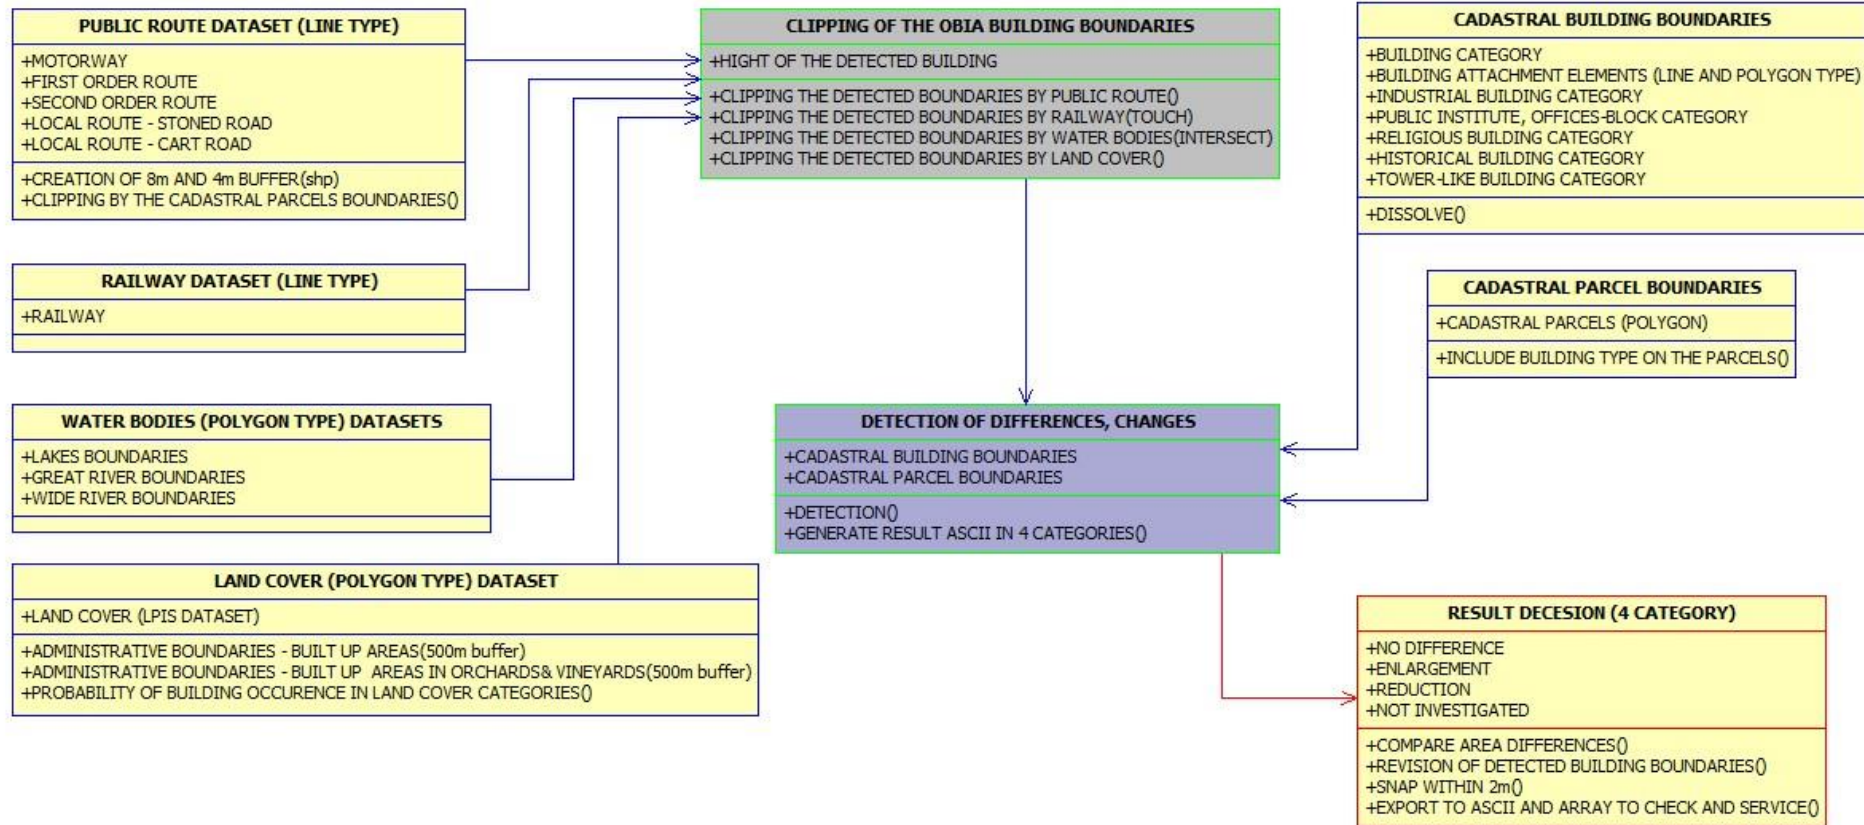 PUBLIC ROUTE DATASET (LINE TYPE)
+MOTORWAY
+FIRST ORDER ROUTE
+SECOND ORDER ROUTE
+LOCAL ROUTE - STONED ROAD
+LOCAL ROUTE - CART ROAD
+CREATION OF 8m AND 4m BUFFER(shp)
+CLIPPING BY THE CADASTRAL PARCELS BOUNDARIES()
RAILWAY DATASET (LINE TYPE)
+RAILWAY
WATER BODIES (POLYGON TYPE) DATASETS
+LAKES BOUNDARIES
+GREAT RIVER BOUNDARIES
+WIDE RIVER BOUNDARIES
LAND COVER (POLYGON TYPE) DATASET
+LAND COVER (LPIS DATASET)
+ADMINISTRATIVE BOUNDARIES - BUILT UP AREAS(500m buffer)
+ADMINISTRATIVE BOUNDARIES - BUILT UP  AREAS IN ORCHARDS& VINEYARDS(500m buffer)
+PROBABILITY OF BUILDING OCCURENCE IN LAND COVER CATEGORIES()
CLIPPING OF THE OBIA BUILDING BOUNDARIES
+HIGHT OF THE DETECTED BUILDING
+CLIPPING THE DETECTED BOUNDARIES BY PUBLIC ROUTE()
+CLIPPING THE DETECTED BOUNDARIES BY RAILWAY(TOUCH)
+CLIPPING THE DETECTED BOUNDARIES BY WATER BODIES(INTERSECT)
+CLIPPING THE DETECTED BOUNDARIES BY LAND COVER()
DETECTION OF DIFFERENCES, CHANGES
+CADASTRAL BUILDING BOUNDARIES
+CADASTRAL PARCEL BOUNDARIES
+DETECTION()
+GENERATE RESULT ASCII IN 4 CATEGORIES()
CADASTRAL BUILDING BOUNDARIES
+BUILDING CATEGORY
+BUILDING ATTACHMENT ELEMENTS (LINE AND POLYGON TYPE)
+INDUSTRIAL BUILDING CATEGORY
+PUBLIC INSTITUTE, OFFICES-BLOCK CATEGORY
+RELIGIOUS BUILDING CATEGORY
+HISTORICAL BUILDING CATEGORY
+TOWER-LIKE BUILDING CATEGORY
+DISSOLVE()
CADASTRAL PARCEL BOUNDARIES
+CADASTRAL PARCELS (POLYGON)
+INCLUDE BUILDING TYPE ON THE PARCELS()
RESULT DECESION (4 CATEGORY)
+NO DIFFERENCE
+ENLARGEMENT
+REDUCTION
+NOT INVESTIGATED
+COMPARE AREA DIFFERENCES()
+REVISION OF DETECTED BUILDING BOUNDARIES()
+SNAP WITHIN 2m()
+EXPORT TO ASCII AND ARRAY TO CHECK AND SERVICE()